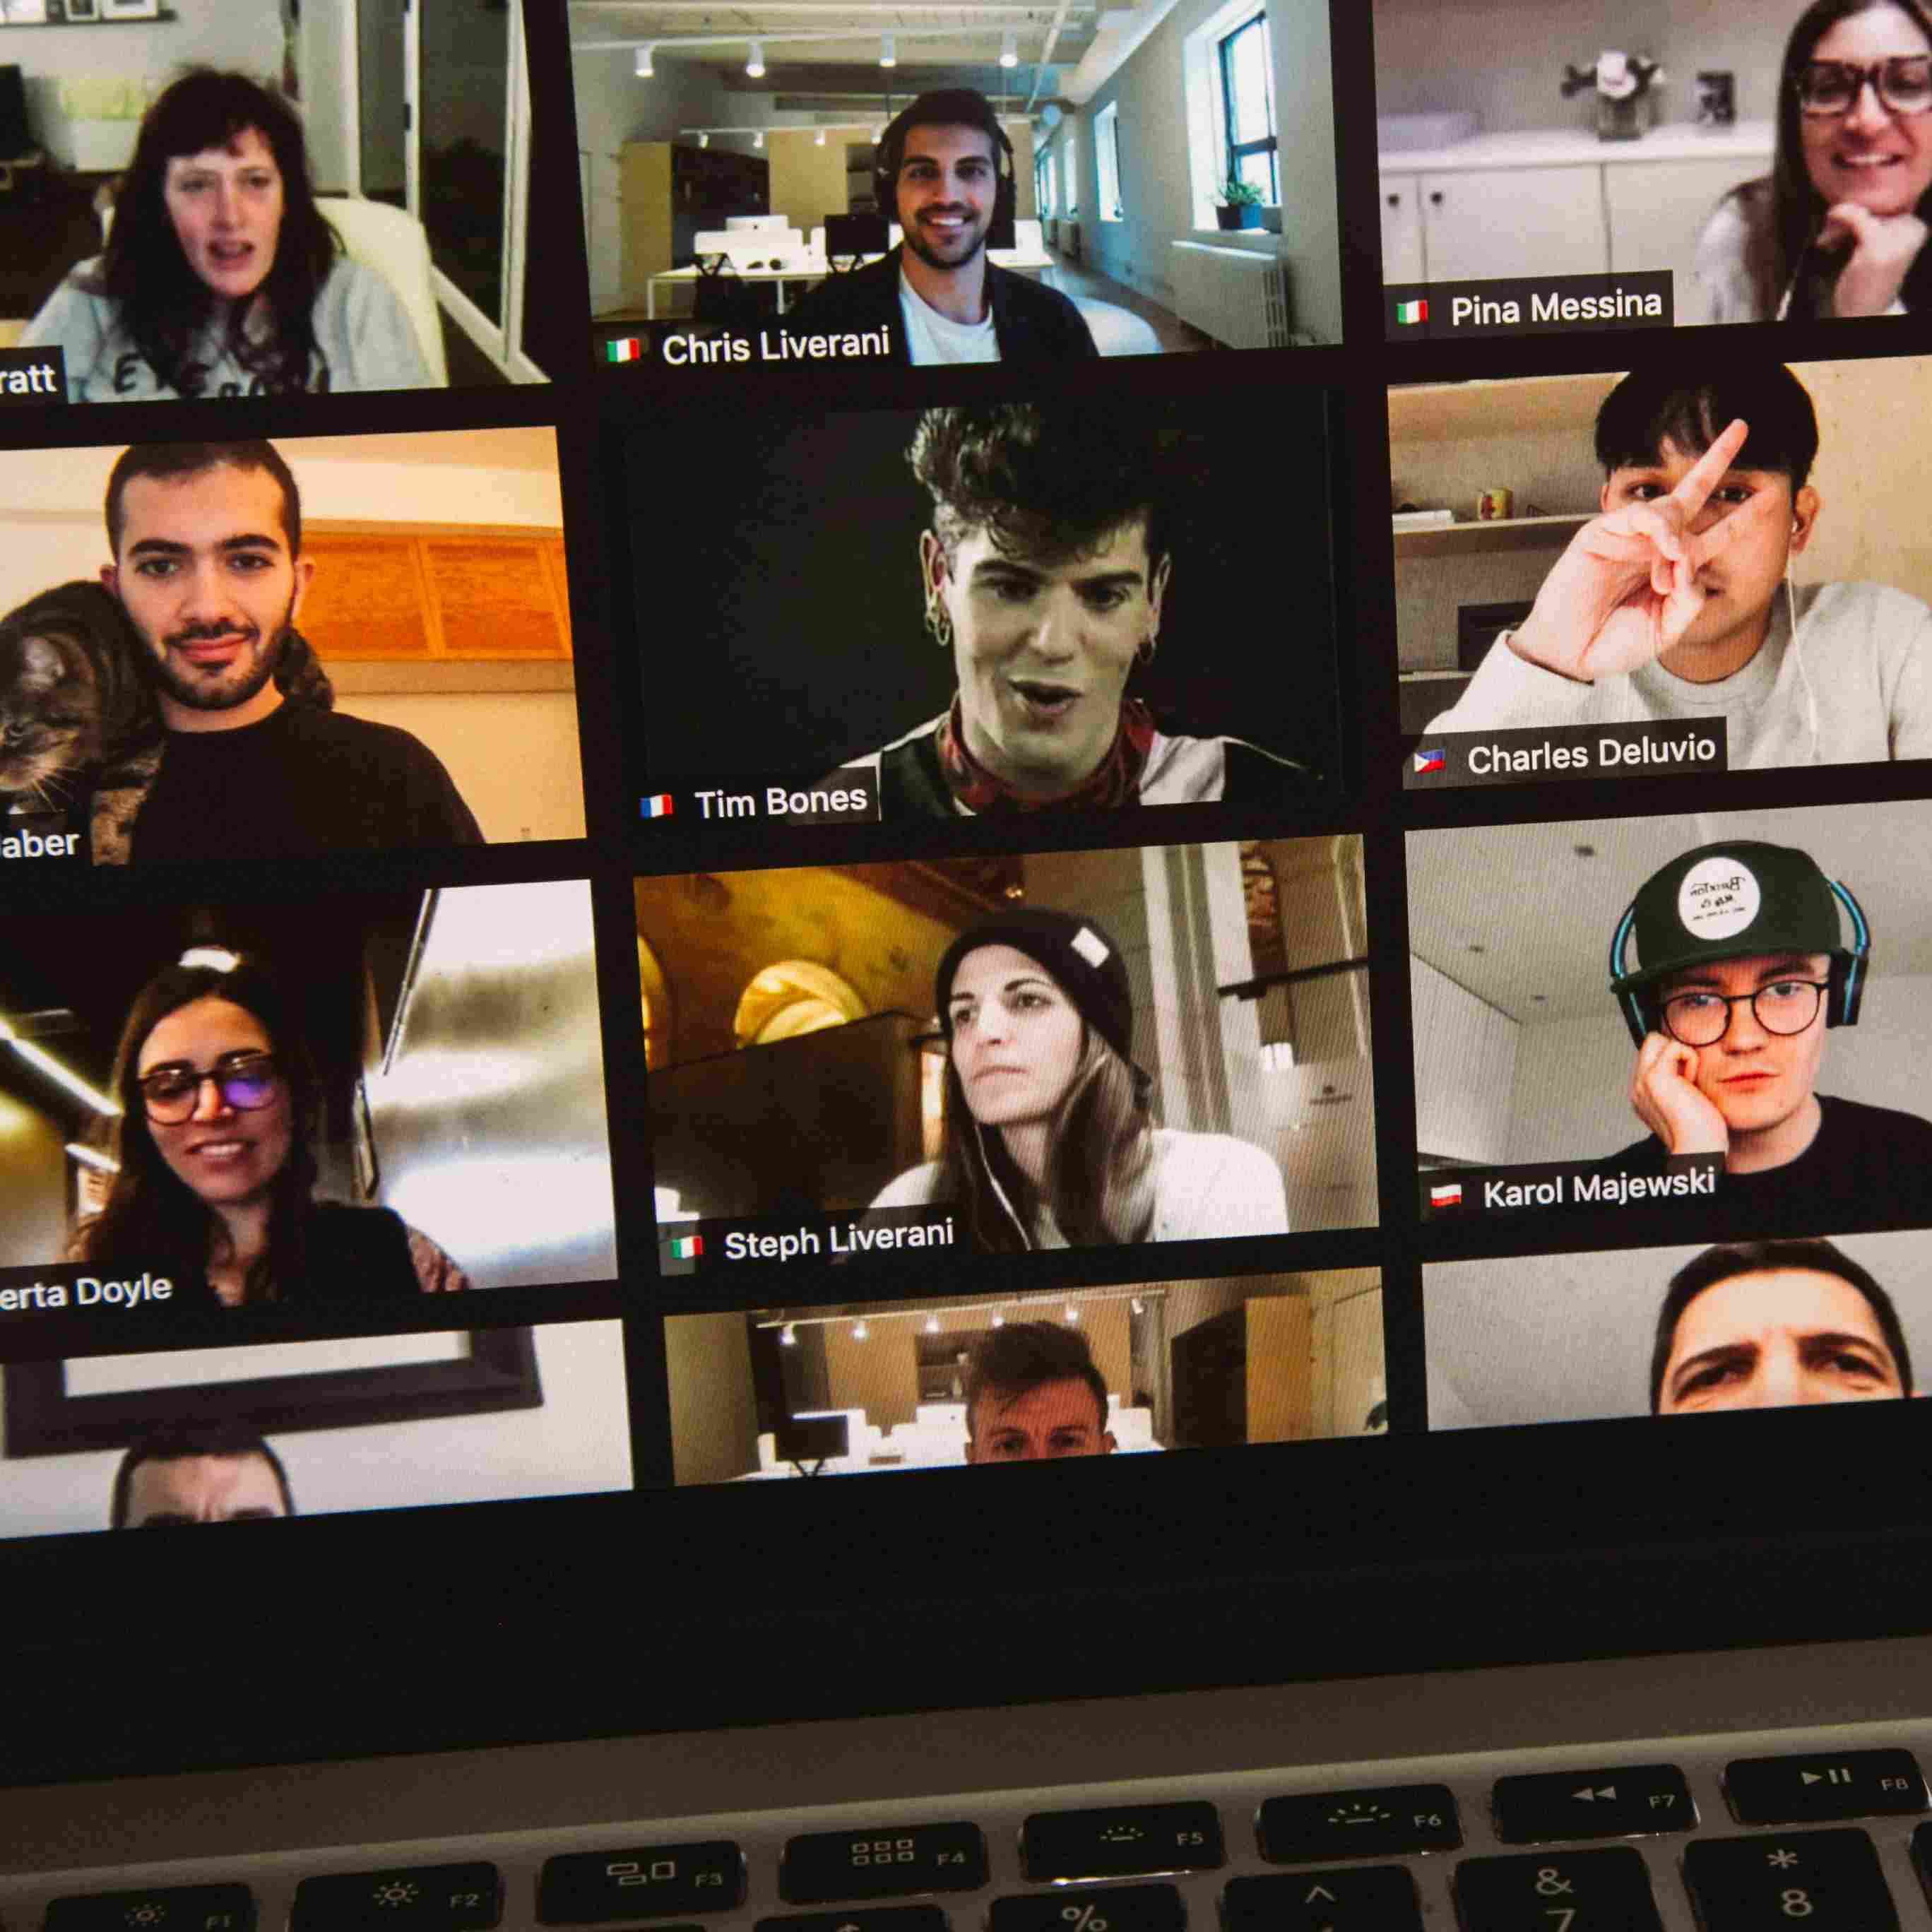 ratt
Chris Liverani
Pina Messina
aber
Tim Bones
Charles Deluvio
erta Doyle
Steph Liverani
Karol Majewski
F1
F2
F3
F4
F5
F6
F7
F8
%
^
&
7
*
8